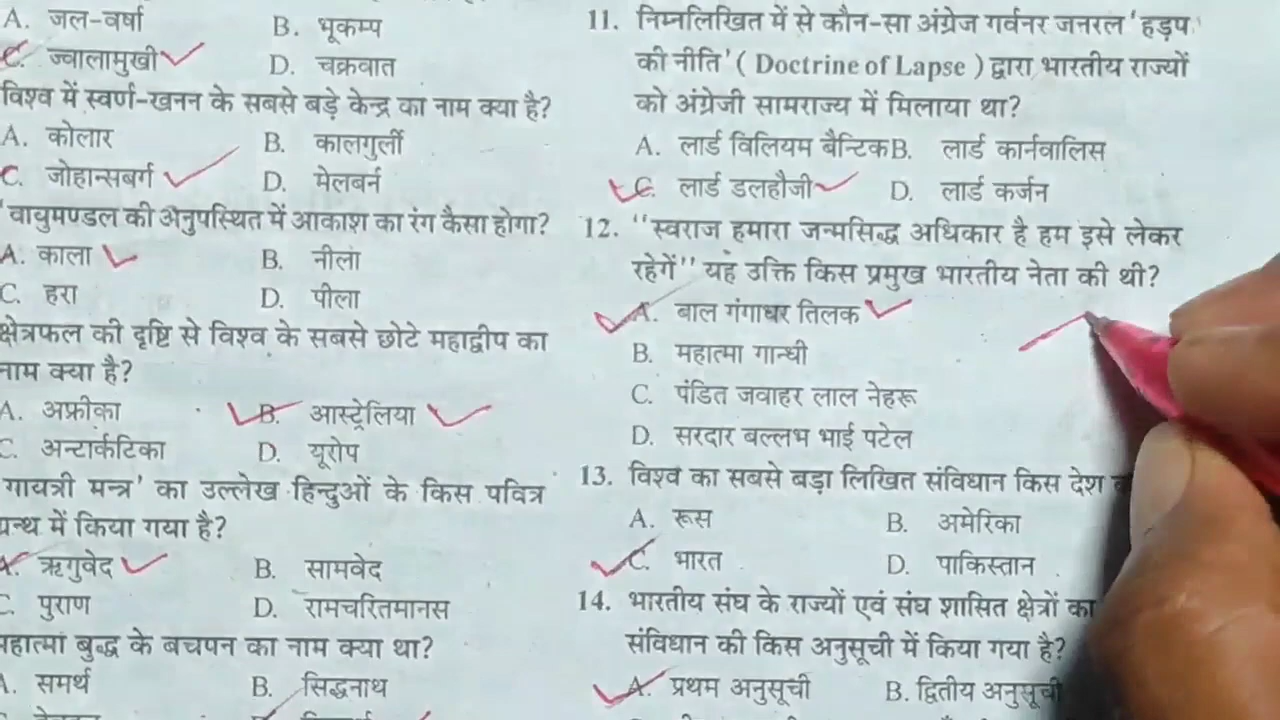 A. जल-वर्षा B. भूकम्प
C. ज्वालामुखी D. चक्रवात
विश्व में स्वर्ण-खनन के सबसे बड़े केन्द्र का नाम क्या है?
A. कोलार B. कालगुर्ली
C. जोहान्सबर्ग D. मेलबर्न
वायुमण्डल की अनुपस्थित में आकाश का रंग कैसा होगा?
A. काला B. नीला
C. हरा D. पीला
क्षेत्रफल की दृष्टि से विश्व के सबसे छोटे महाद्वीप का
नाम क्या है?
A. अफ्रीका B. आस्ट्रेलिया
C. अन्टार्कटिका D. यूरोप
'गायत्री मन्त्र' का उल्लेख हिन्दुओं के किस पवित्र
ग्रन्थ में किया गया है?
A. ऋगुवेद B. सामवेद
C. पुराण D. रामचरितमानस
महात्मा बुद्ध के बचपन का नाम क्या था?
A. समर्थ B. सिद्धनाथ
11. निम्नलिखित में से कौन-सा अंग्रेज गर्वनर जनरल 'हड़प
की नीति' ( Doctrine of Lapse ) द्वारा भारतीय राज्यों
को अंग्रेजी सामराज्य में मिलाया था?
A. लार्ड विलियम बैन्टिक B. लार्ड कार्नवालिस
C. लार्ड डलहौजी D. लार्ड कर्जन
12. "स्वराज हमारा जन्मसिद्ध अधिकार है हम इसे लेकर
रहेगें" यह उक्ति किस प्रमुख भारतीय नेता की थी?
A. बाल गंगाधर तिलक
B. महात्मा गान्धी
C. पंडित जवाहर लाल नेहरू
D. सरदार बल्लभ भाई पटेल
13. विश्व का सबसे बड़ा लिखित संविधान किस देश
A. रूस B. अमेरिका
C. भारत D. पाकिस्तान
14. भारतीय संघ के राज्यों एवं संघ शासित क्षेत्रों का
संविधान की किस अनुसूची में किया गया है?
A. प्रथम अनुसूची B. द्वितीय अनुसूची